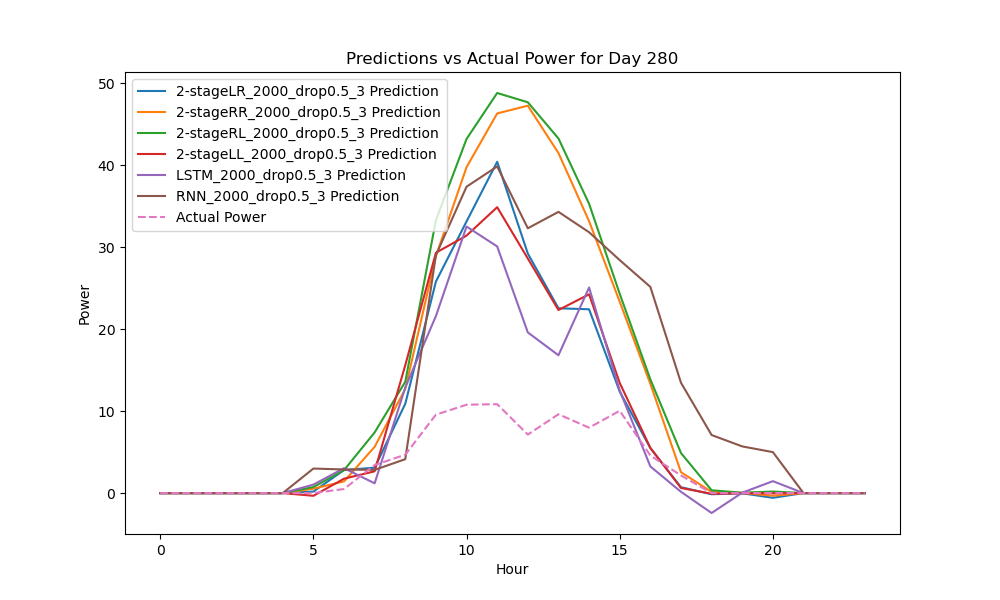 Predictions vs Actual Power for Day 280
50
40
30
20
10
0
Power
2-stageLR_2000_drop0.5_3 Prediction
2-stageRR_2000_drop0.5_3 Prediction
2-stageRL_2000_drop0.5_3 Prediction
2-stageLL_2000_drop0.5_3 Prediction
LSTM_2000_drop0.5_3 Prediction
RNN_2000_drop0.5_3 Prediction
Actual Power
0 5 10 15 20
Hour